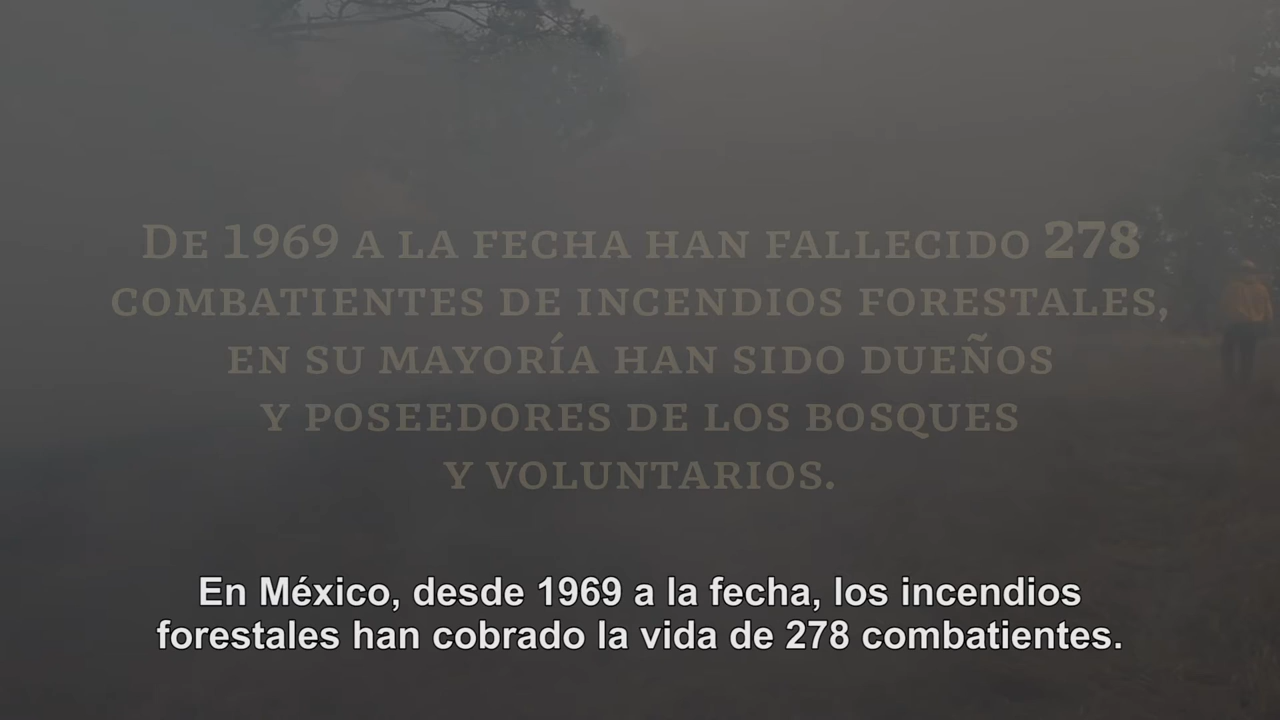 De 1969 a la fecha han fallecido 278
combatientes de incendios forestales,
en su mayoría han sido dueños
y poseedores de los bosques
y voluntarios.
En México, desde 1969 a la fecha, los incendios
forestales han cobrado la vida de 278 combatientes.